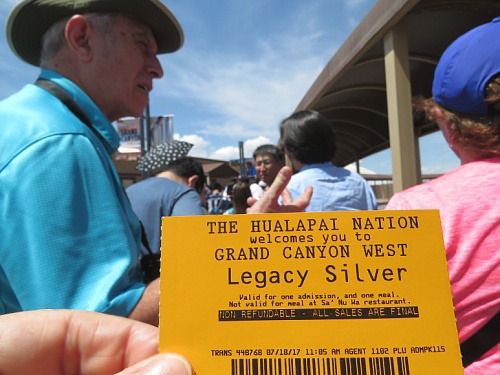 THE HUALAPAI NATION
welcomes you to
GRAND CANYON WEST
Legacy Silver
Valid for one admission, and one meal.
Not valid for meal at Sa' Nu Wa restaurant.
NON REFUNDABLE - ALL SALES ARE FINAL
TRANS 448768 07/18/17 11:05 AM AGENT 1102 PLU ADMPK11S